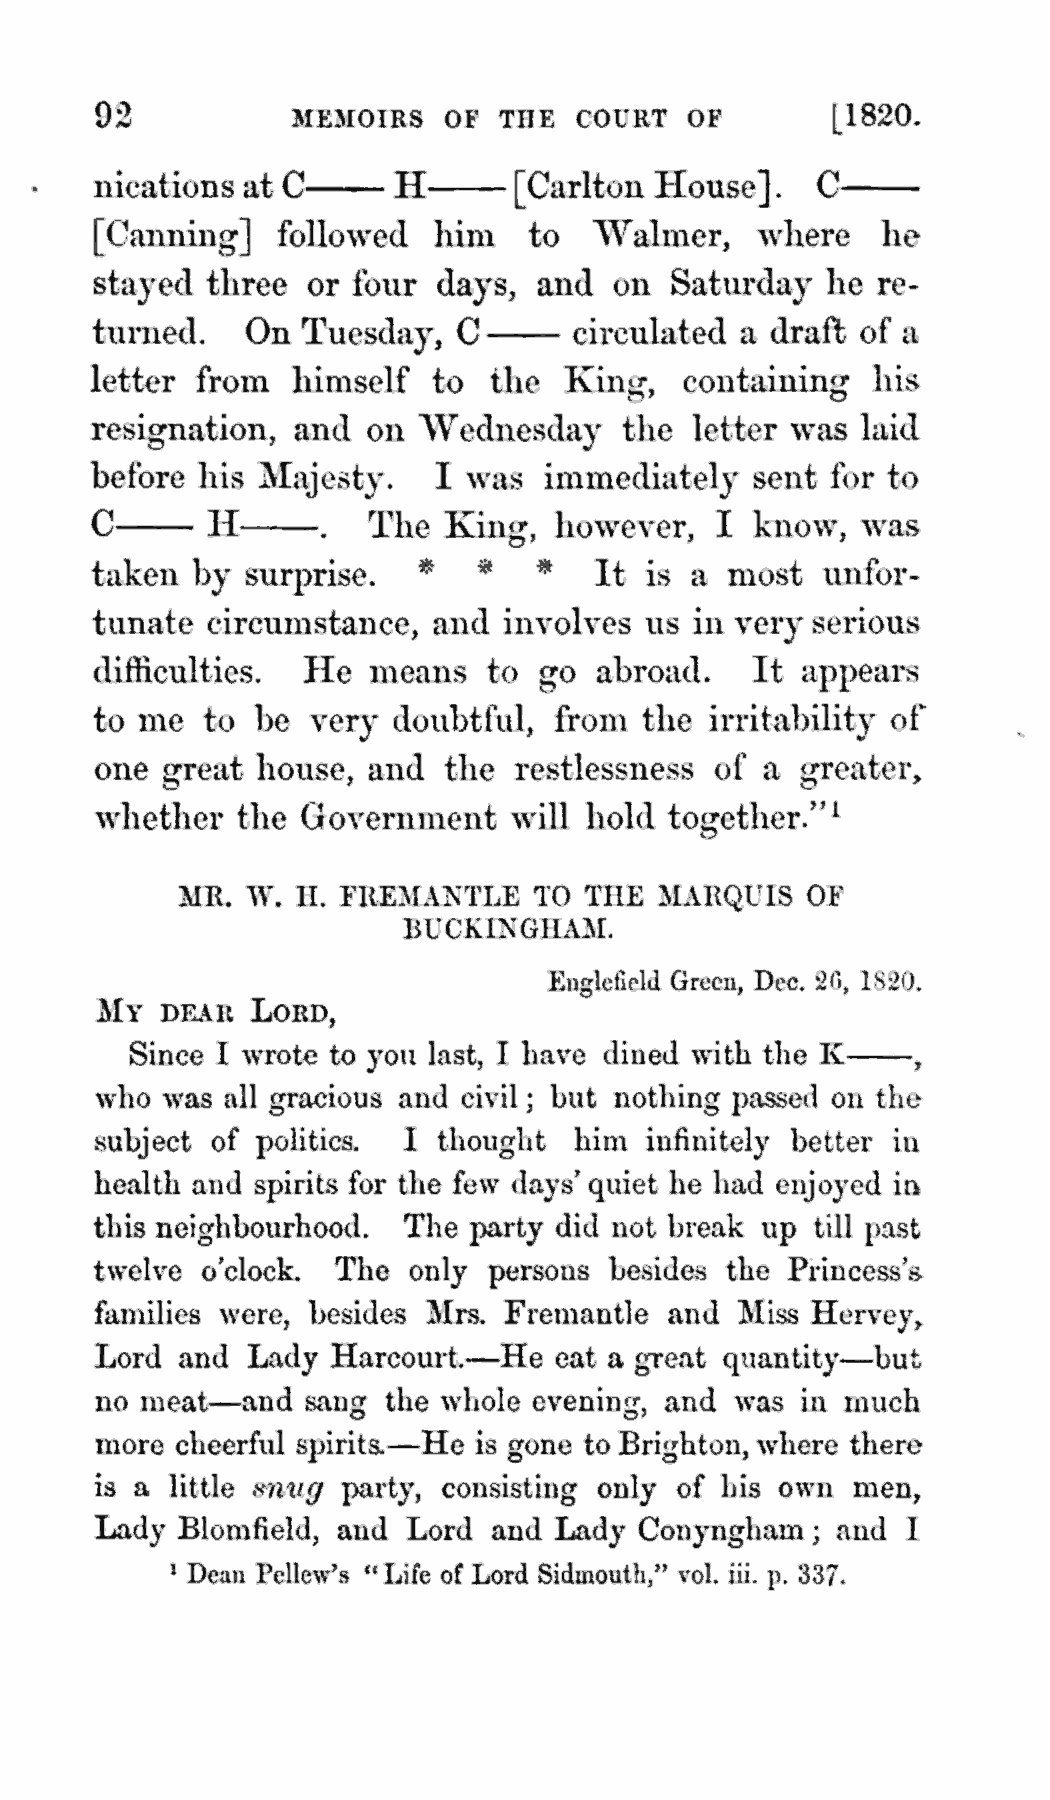 92 MEMOIRS OF THE COURT OF [1820.
nications at C—— H—— [Carlton House]. C——
[Canning] followed him to Walmer, where he
stayed three or four days, and on Saturday he re-
turned. On Tuesday, C—— circulated a draft of a
letter from himself to the King, containing his
resignation, and on Wednesday the letter was laid
before his Majesty. I was immediately sent for to
C—— H——. The King, however, I know, was
taken by surprise. * * * It is a most unfor-
tunate circumstance, and involves us in very serious
difficulties. He means to go abroad. It appears
to me to be very doubtful, from the irritability of
one great house, and the restlessness of a greater,
whether the Government will hold together."¹
MR. W. H. FREMANTLE TO THE MARQUIS OF
BUCKINGHAM.
Englefield Green, Dec. 26, 1820.
MY DEAR LORD,
Since I wrote to you last, I have dined with the K——,
who was all gracious and civil; but nothing passed on the
subject of politics. I thought him infinitely better in
health and spirits for the few days' quiet he had enjoyed in
this neighbourhood. The party did not break up till past
twelve o'clock. The only persons besides the Princess's
families were, besides Mrs. Fremantle and Miss Hervey,
Lord and Lady Harcourt.—He eat a great quantity—but
no meat—and sang the whole evening, and was in much
more cheerful spirits.—He is gone to Brighton, where there
is a little snug party, consisting only of his own men,
Lady Blomfield, and Lord and Lady Conyngham; and I
¹ Dean Pellew's "Life of Lord Sidmouth," vol. iii. p. 337.